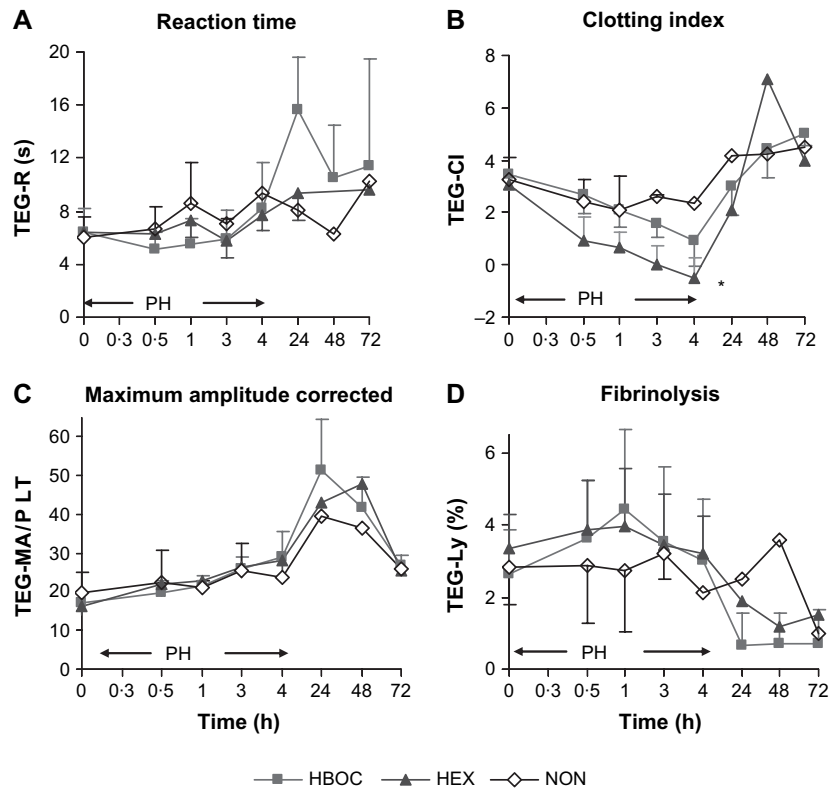 A Reaction time
TEG-R (s)
20
16
12
8
4
0
PH
0 0·3 0·5 1 3 4 24 48 72
B Clotting index
TEG-CI
8
6
4
2
0
–2
PH
*
0 0·3 0·5 1 3 4 24 48 72
C Maximum amplitude corrected
TEG-MA/P LT
60
50
40
30
20
10
0
PH
0 0·3 0·5 1 3 4 24 48 72
Time (h)
D Fibrinolysis
TEG-Ly (%)
6
4
2
0
PH
0 0·3 0·5 1 3 4 24 48 72
Time (h)
HBOC HEX NON